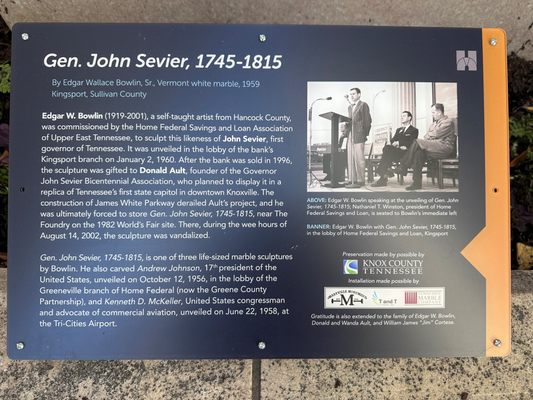 Gen. John Sevier, 1745-1815
By Edgar Wallace Bowlin, Sr., Vermont white marble, 1959
Kingsport, Sullivan County
Edgar W. Bowlin (1919-2001), a self-taught artist from Hancock County,
was commissioned by the Home Federal Savings and Loan Association
of Upper East Tennessee, to sculpt this likeness of John Sevier, first
governor of Tennessee. It was unveiled in the lobby of the bank's
Kingsport branch on January 2, 1960. After the bank was sold in 1996,
the sculpture was gifted to Donald Ault, founder of the Governor
John Sevier Bicentennial Association, who planned to display it in a
replica of Tennessee's first state capitol in downtown Knoxville. The
construction of James White Parkway derailed Ault's project, and he
was ultimately forced to store Gen. John Sevier, 1745-1815, near The
Foundry on the 1982 World's Fair site. There, during the wee hours of
August 14, 2002, the sculpture was vandalized.
Gen. John Sevier, 1745-1815, is one of three life-sized marble sculptures
by Bowlin. He also carved Andrew Johnson, 17th president of the
United States, unveiled on October 12, 1956, in the lobby of the
Greeneville branch of Home Federal (now the Greene County
Partnership), and Kenneth D. McKeller, United States congressman
and advocate of commercial aviation, unveiled on June 22, 1958, at
the Tri-Cities Airport.
ABOVE: Edgar W. Bowlin speaking at the unveiling of Gen. John
Sevier, 1745-1815; Nathaniel T. Winston, president of Home
Federal Savings and Loan, is seated to Bowlin's immediate left
BANNER: Edgar W. Bowlin with Gen. John Sevier, 1745-1815,
in the lobby of Home Federal Savings and Loan, Kingsport
Preservation made possible by
KNOX COUNTY
TENNESSEE
Installation made possible by
M
T and T
TENNESSEE
MARBLE
COMPANY
Gratitude is also extended to the family of Edgar W. Bowlin,
Donald and Wanda Ault, and William James "Jim" Cortese.